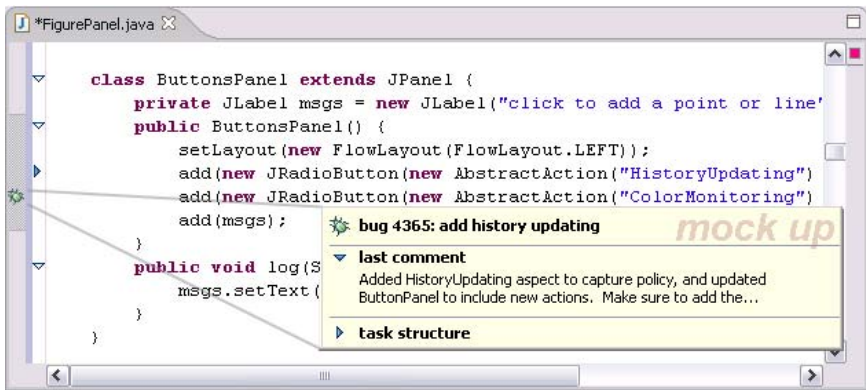 *FigurePanel.java
class ButtonsPanel extends JPanel {
private JLabel msgs = new JLabel("click to add a point or line"
public ButtonsPanel() {
setLayout(new FlowLayout(FlowLayout.LEFT));
add(new JRadioButton(new AbstractAction("HistoryUpdating")
add(new JRadioButton(new AbstractAction("ColorMonitoring")
add(msgs);
}
public void log(S
msgs.setText(
}
}
bug 4365: add history updating
mock up
last comment
Added HistoryUpdating aspect to capture policy, and updated
ButtonPanel to include new actions. Make sure to add the...
task structure